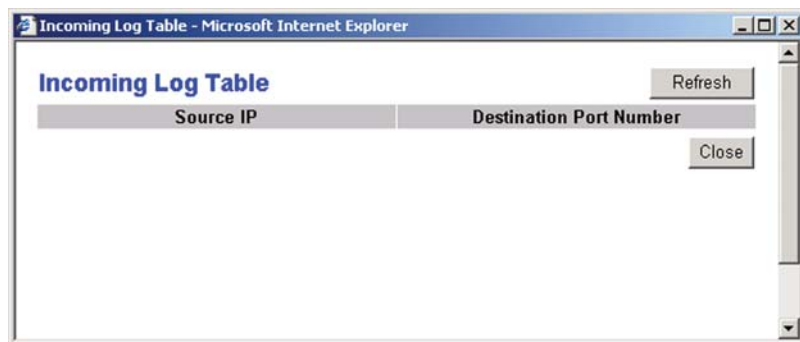 Incoming Log Table - Microsoft Internet Explorer
Incoming Log Table
Refresh
Source IP
Destination Port Number
Close